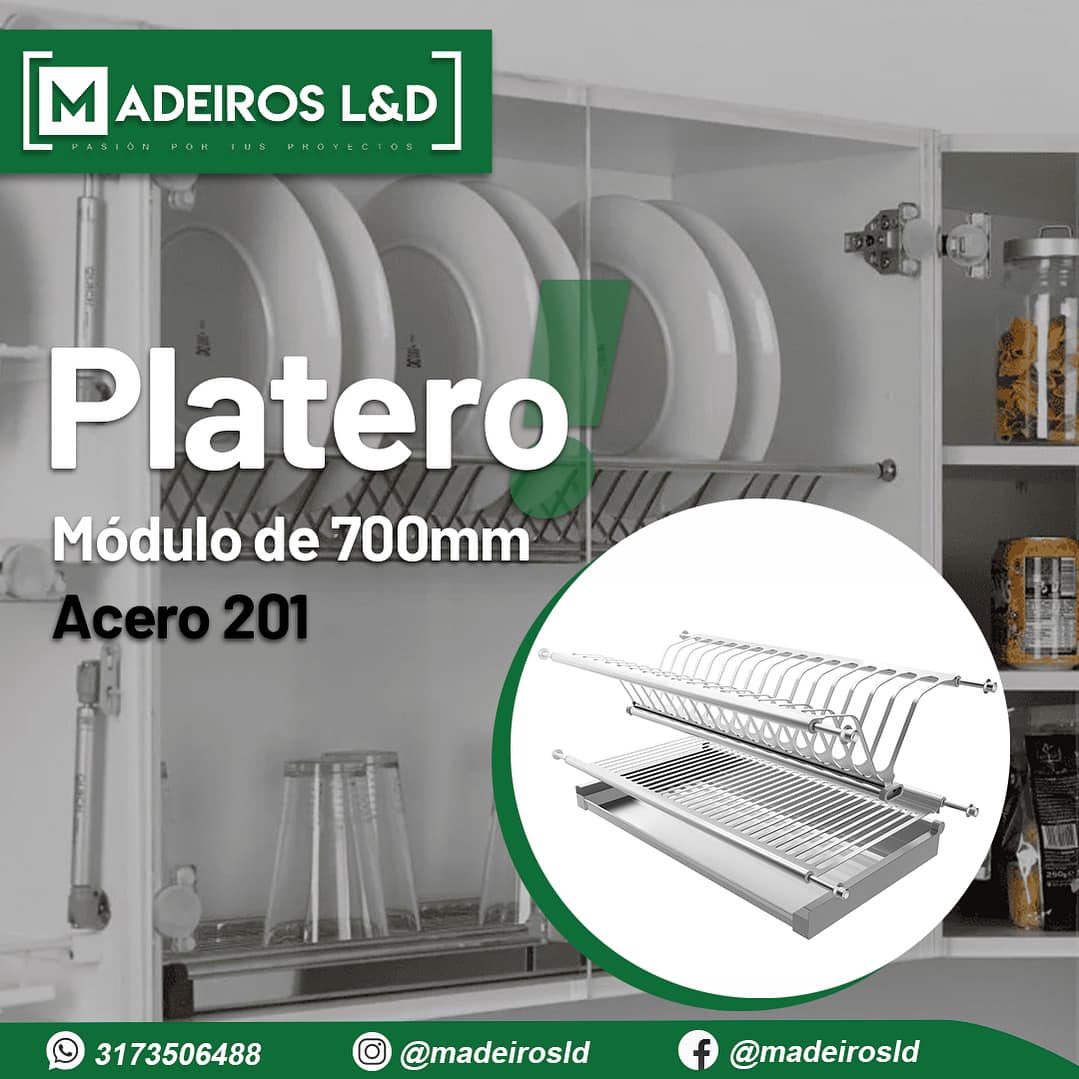 MADEIROS L&D
PASIÓN POR TUS PROYECTOS
Platero!
Módulo de 700mm
Acero 201
3173506488
@madeirosld
@madeirosld